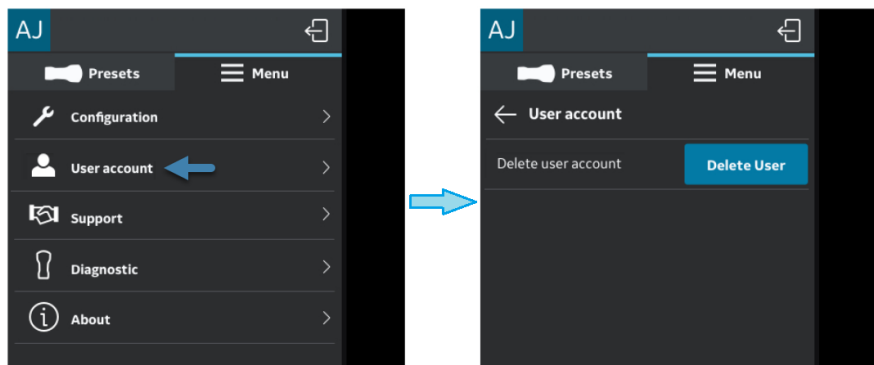 AJ
Presets Menu
Configuration
User account
Support
Diagnostic
About
AJ
Presets Menu
User account
Delete user account Delete User